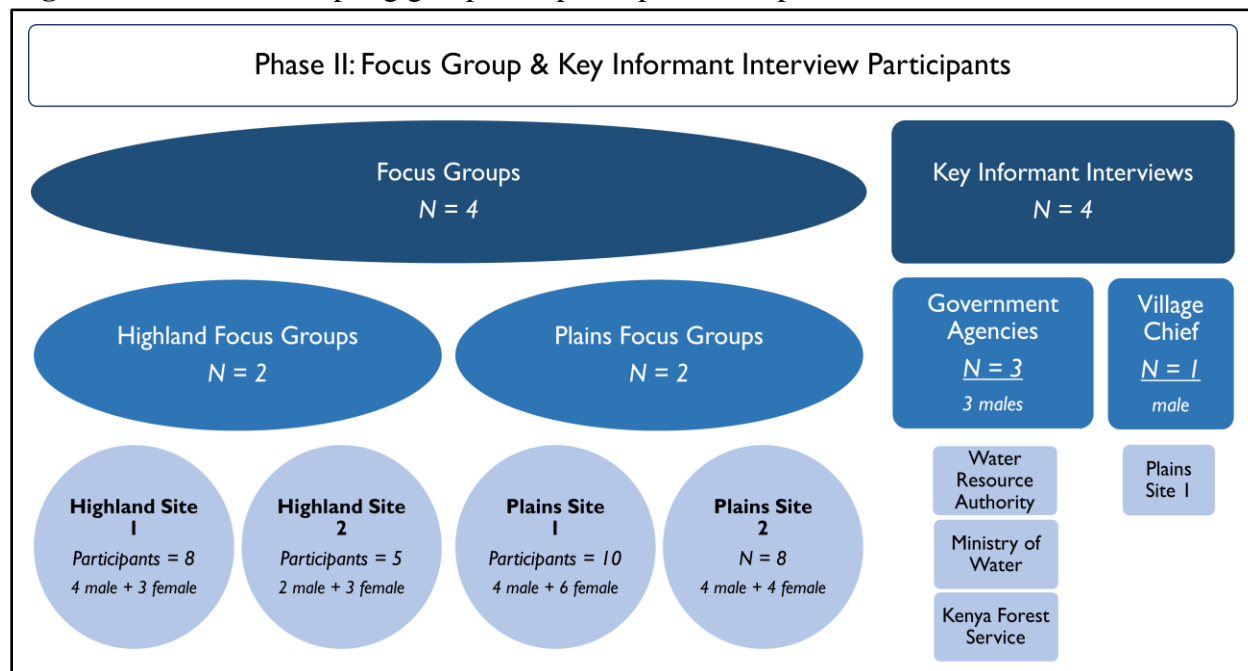 Phase II: Focus Group & Key Informant Interview Participants
Focus Groups
N = 4
Key Informant Interviews
N = 4
Highland Focus Groups
N = 2
Plains Focus Groups
N = 2
Government
Agencies
N = 3
3 males
Village
Chief
N = 1
male
Highland Site
1
Participants = 8
4 male + 3 female
Highland Site
2
Participants = 5
2 male + 3 female
Plains Site
1
Participants = 10
4 male + 6 female
Plains Site
2
N = 8
4 male + 4 female
Water
Resource
Authority
Ministry of
Water
Kenya Forest
Service
Plains
Site 1